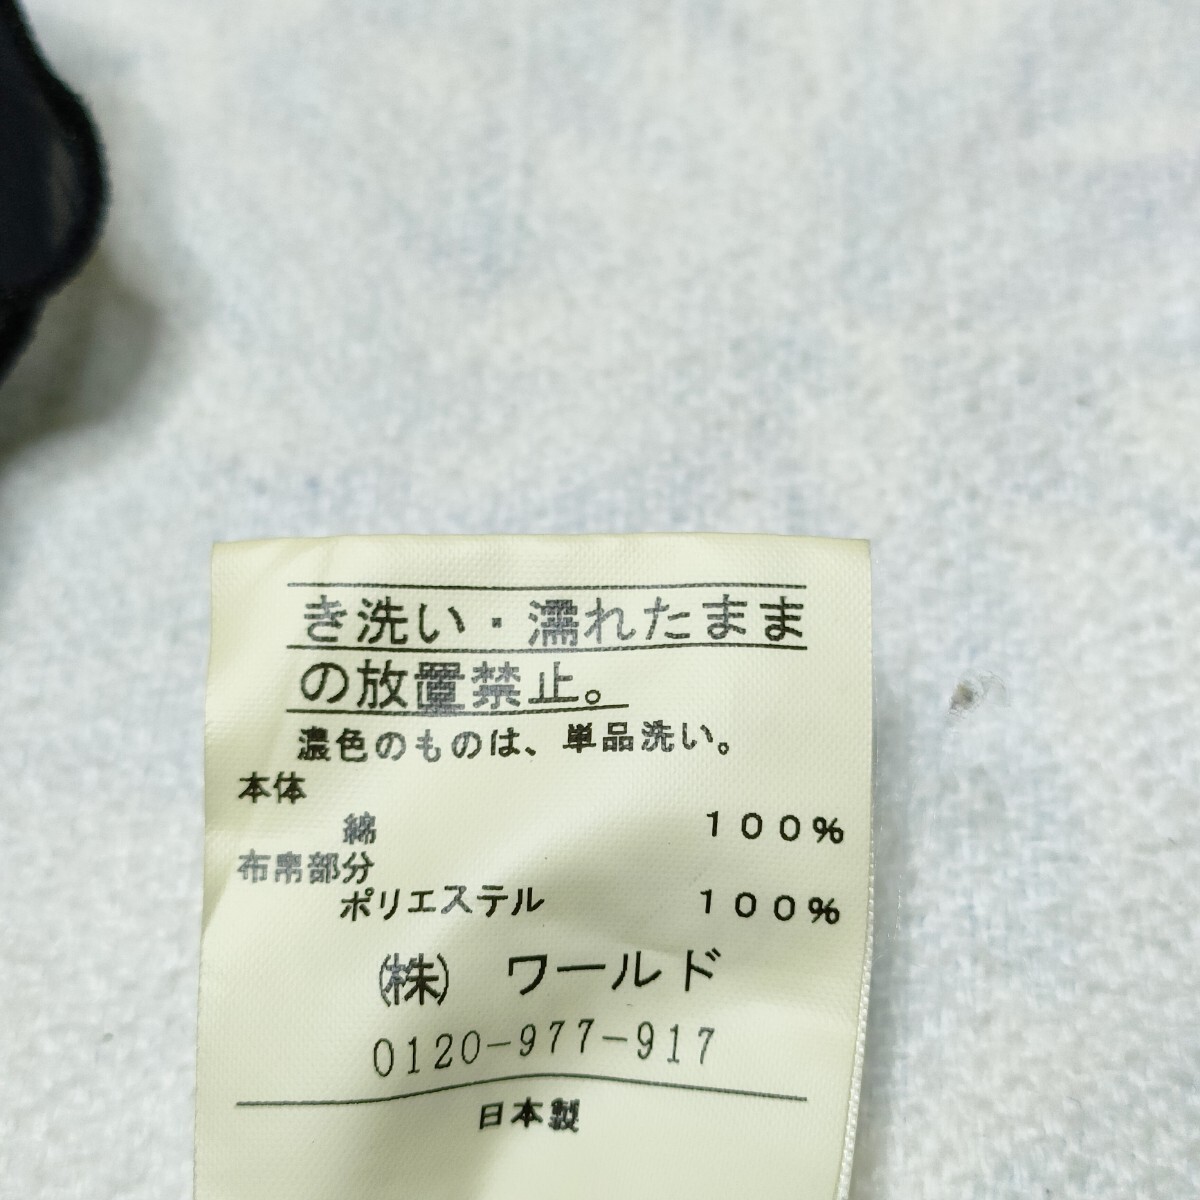 き洗い・濡れたまま
の放置禁止。
濃色のものは、単品洗い。
本体
綿 １００％
布帛部分
ポリエステル １００％
㈱ ワールド
0120-977-917
日本製